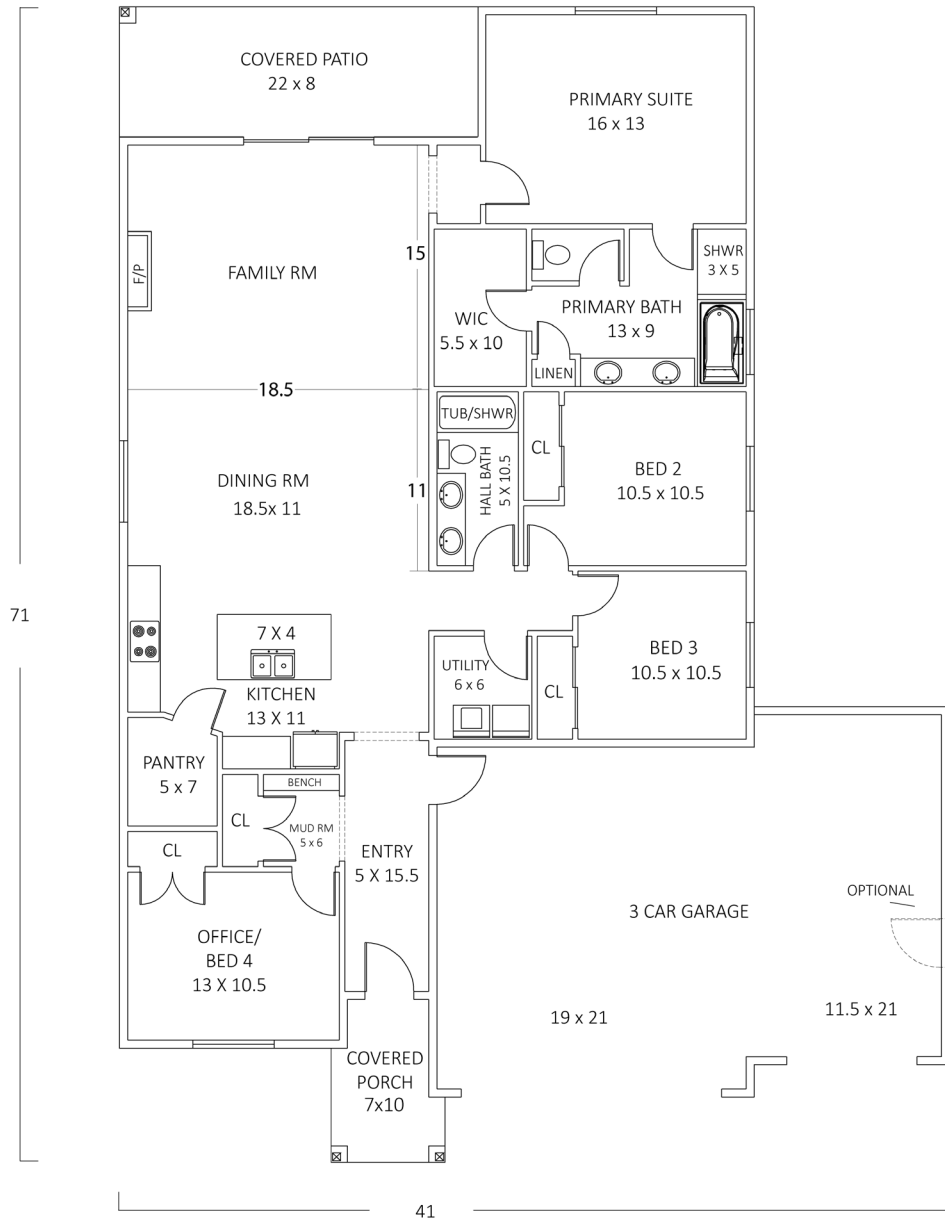 COVERED PATIO
22 x 8
PRIMARY SUITE
16 x 13
15
F/P
FAMILY RM
SHWR
3 X 5
WIC
5.5 x 10
PRIMARY BATH
13 x 9
LINEN
18.5
TUB/SHWR
CL
BED 2
10.5 x 10.5
HALL BATH
5 X 10.5
DINING RM
18.5x 11
11
71
7 X 4
KITCHEN
13 X 11
UTILITY
6 x 6
CL
BED 3
10.5 x 10.5
PANTRY
5 x 7
BENCH
CL
MUD RM
5 x 6
CL
ENTRY
5 X 15.5
OPTIONAL
3 CAR GARAGE
OFFICE/
BED 4
13 X 10.5
19 x 21
11.5 x 21
COVERED
PORCH
7x10
41